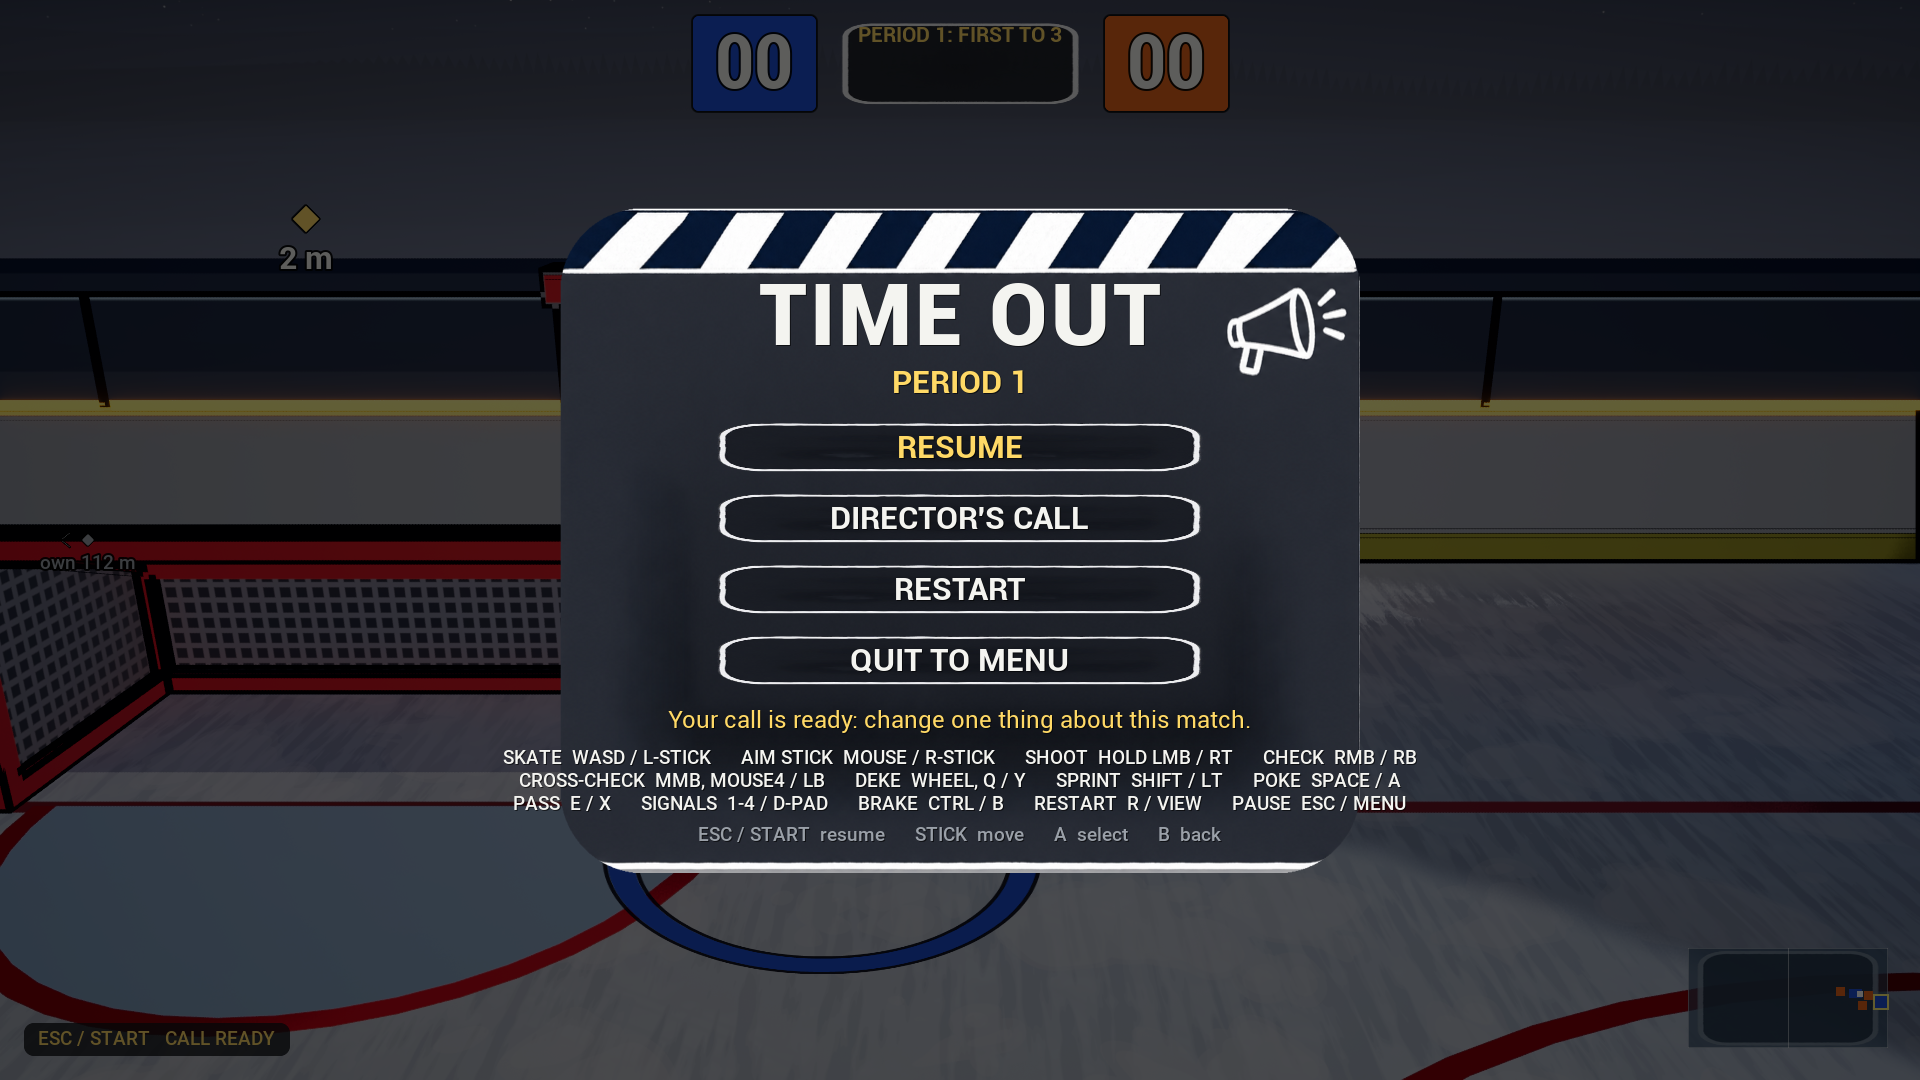 00
PERIOD 1: FIRST TO 3
00
2 m
TIME OUT
PERIOD 1
RESUME
DIRECTOR'S CALL
RESTART
own 112 m
QUIT TO MENU
Your call is ready: change one thing about this match.
SKATE WASD / L-STICK AIM STICK MOUSE / R-STICK SHOOT HOLD LMB / RT CHECK RMB / RB
CROSS-CHECK MMB, MOUSE4 / LB DEKE WHEEL, Q / Y SPRINT SHIFT / LT POKE SPACE / A
PASS E / X SIGNALS 1-4 / D-PAD BRAKE CTRL / B RESTART R / VIEW PAUSE ESC / MENU
ESC / START resume STICK move A select B back
ESC / START CALL READY